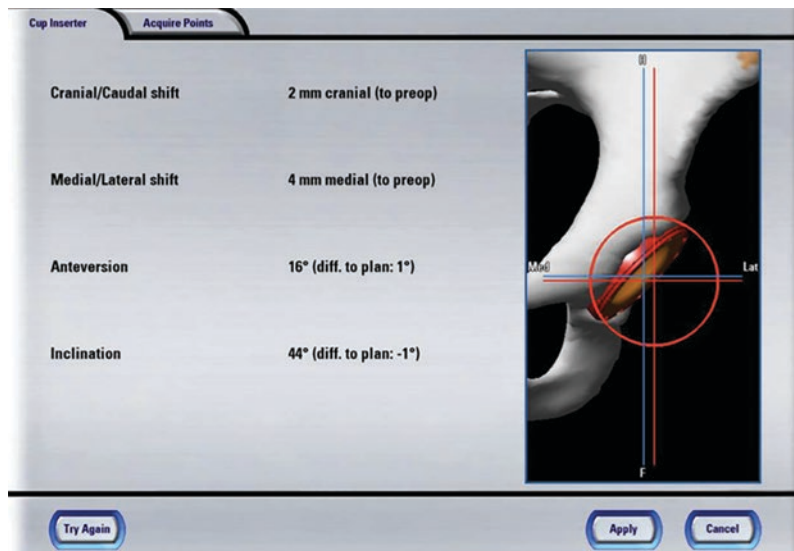 Cup Inserter
Acquire Points
Cranial/Caudal shift
2 mm cranial (to preop)
Medial/Lateral shift
4 mm medial (to preop)
Anteversion
16° (diff. to plan: 1°)
Inclination
44° (diff. to plan: -1°)
H
Med
Lat
F
Try Again
Apply
Cancel